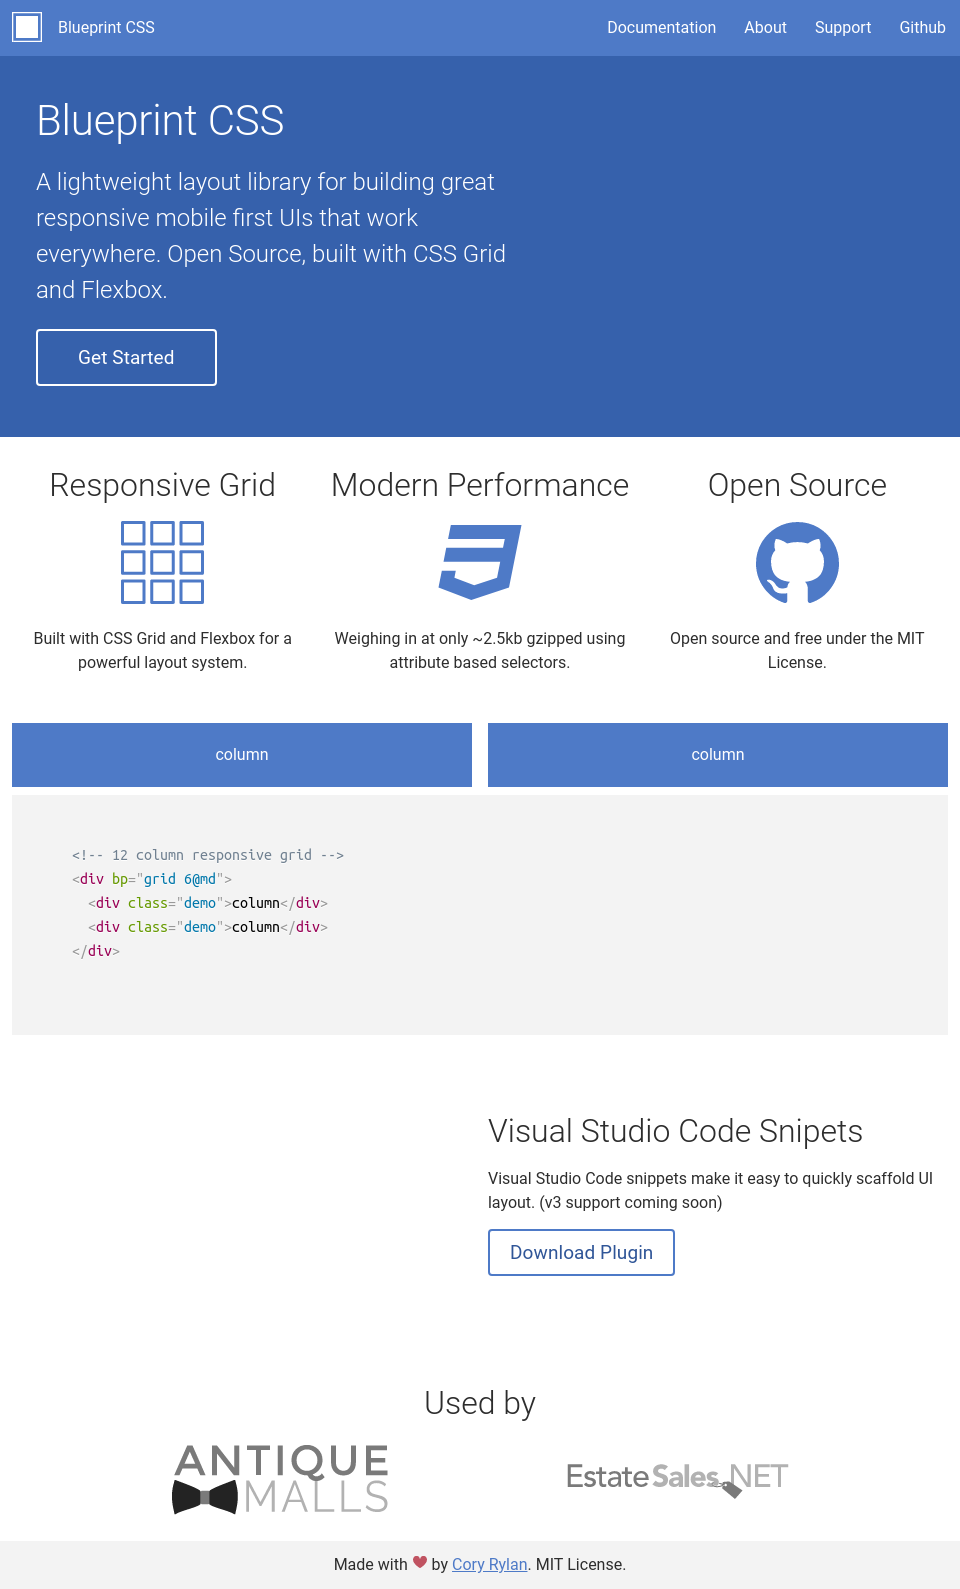 Blueprint CSS
Documentation About Support Github
Blueprint CSS
A lightweight layout library for building great
responsive mobile first UIs that work
everywhere. Open Source, built with CSS Grid
and Flexbox.
Get Started
Responsive Grid
Built with CSS Grid and Flexbox for a
powerful layout system.
Modern Performance
Weighing in at only ~2.5kb gzipped using
attribute based selectors.
Open Source
Open source and free under the MIT
License.
column
column
<!-- 12 column responsive grid -->
<div bp="grid 6@md">
  <div class="demo">column</div>
  <div class="demo">column</div>
</div>
Visual Studio Code Snipets
Visual Studio Code snippets make it easy to quickly scaffold UI
layout. (v3 support coming soon)
Download Plugin
Used by
ANTIQUE
MALLS
EstateSales.NET
Made with ❤ by Cory Rylan. MIT License.